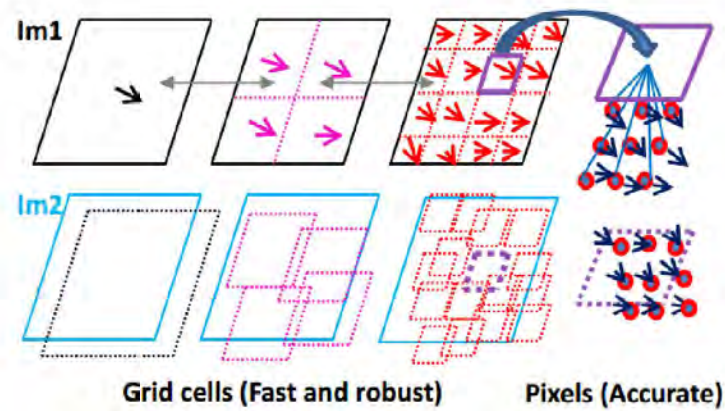 Im1
Im2
Grid cells (Fast and robust)
Pixels (Accurate)